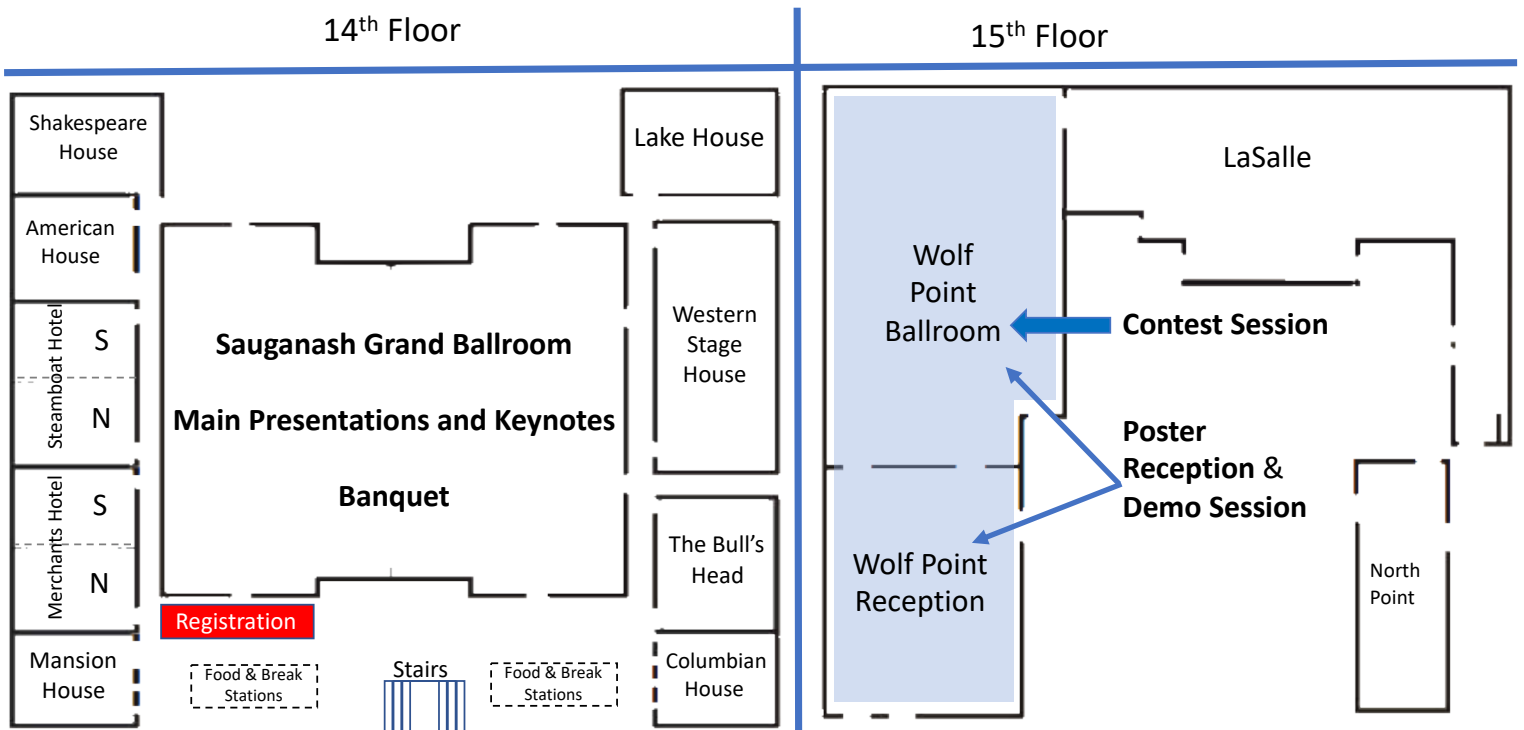 14th Floor
15th Floor
Shakespeare
House
Lake House
LaSalle
American
House
Wolf
Point
Ballroom
Contest Session
Steamboat Hotel
S
N
Sauganash Grand Ballroom
Main Presentations and Keynotes
Banquet
Western
Stage
House
Poster
Reception &
Demo Session
Merchants Hotel
S
N
The Bull's
Head
Wolf Point
Reception
North
Point
Registration
Mansion
House
Food & Break
Stations
Stairs
Food & Break
Stations
Columbian
House